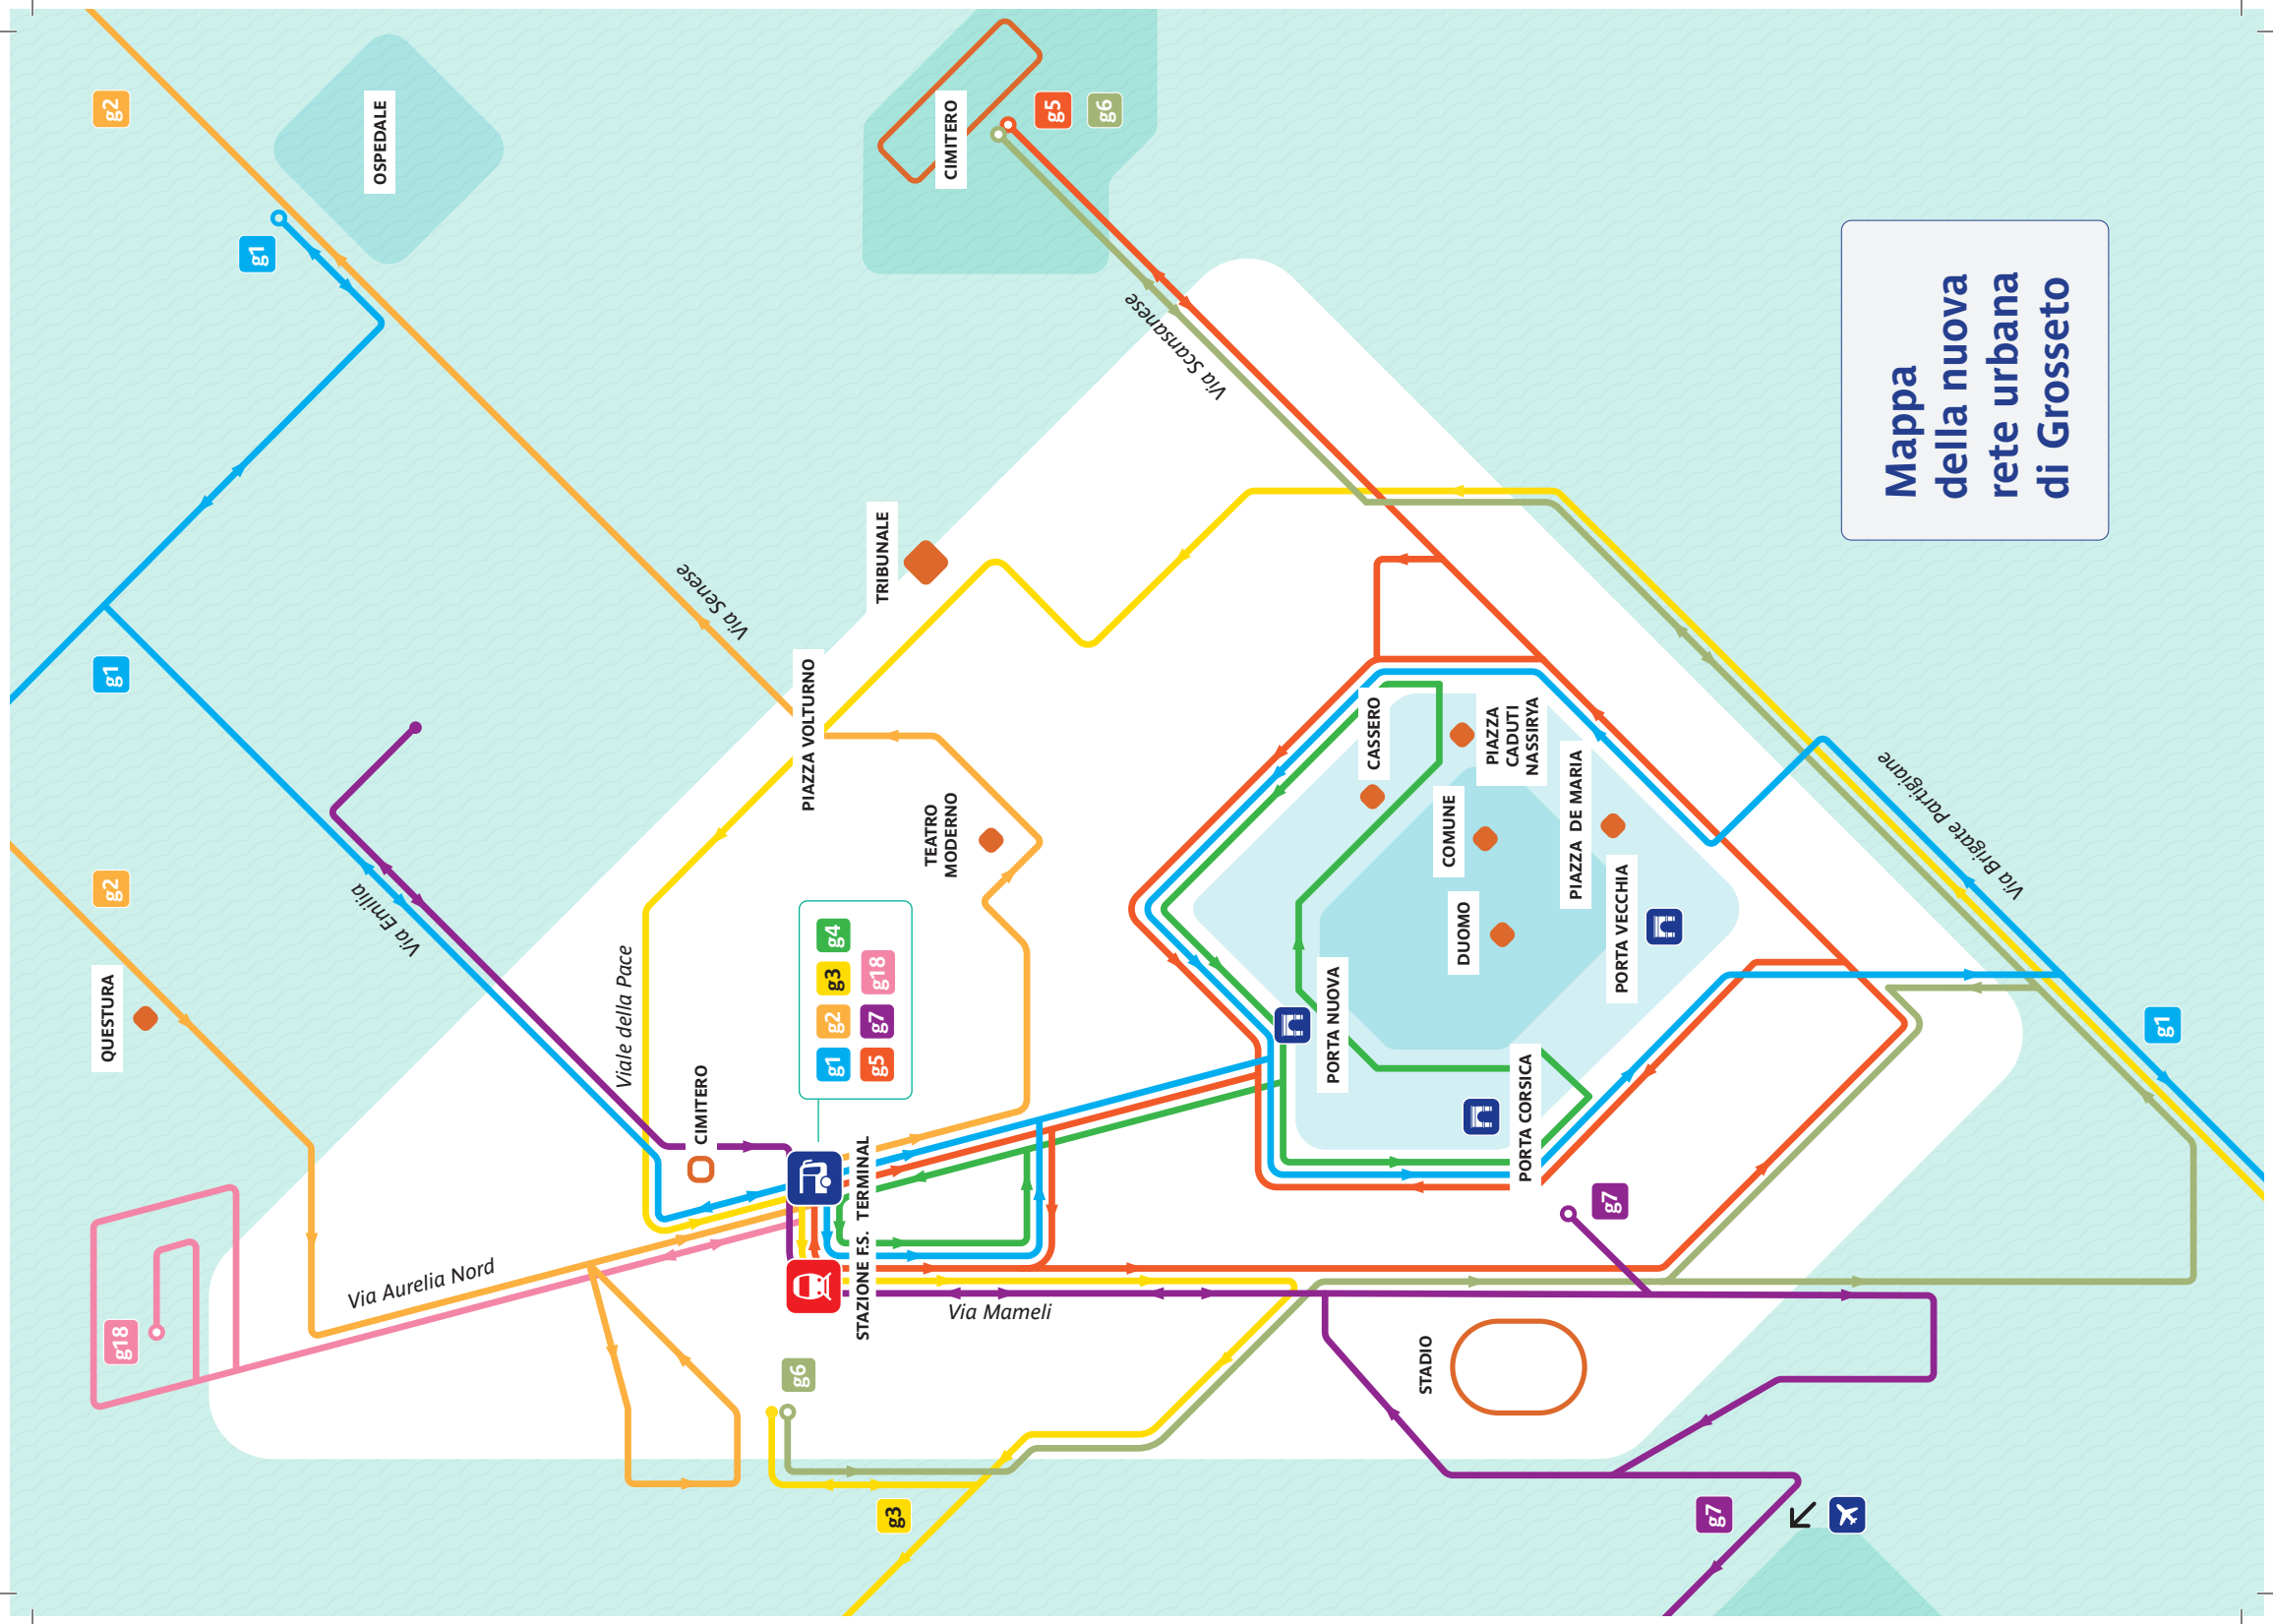 Mappa
della nuova
rete urbana
di Grosseto
g2
OSPEDALE
g1
CIMITERO
g5
g6
Via Scansanese
g1
Via Senese
TRIBUNALE
PIAZZA VOLTURNO
g2
Via Emilia
QUESTURA
Viale della Pace
TEATRO
MODERNO
CIMITERO
g1
g2
g3
g4
g5
g7
g18
STAZIONE F.S.
TERMINAL
g18
Via Aurelia Nord
Via Mameli
g6
g3
CASSERO
PIAZZA
CADUTI
NASSIRYA
COMUNE
PIAZZA DE MARIA
DUOMO
PORTA VECCHIA
PORTA NUOVA
PORTA CORSICA
Via Brigate Partigiane
g1
g7
STADIO
g7